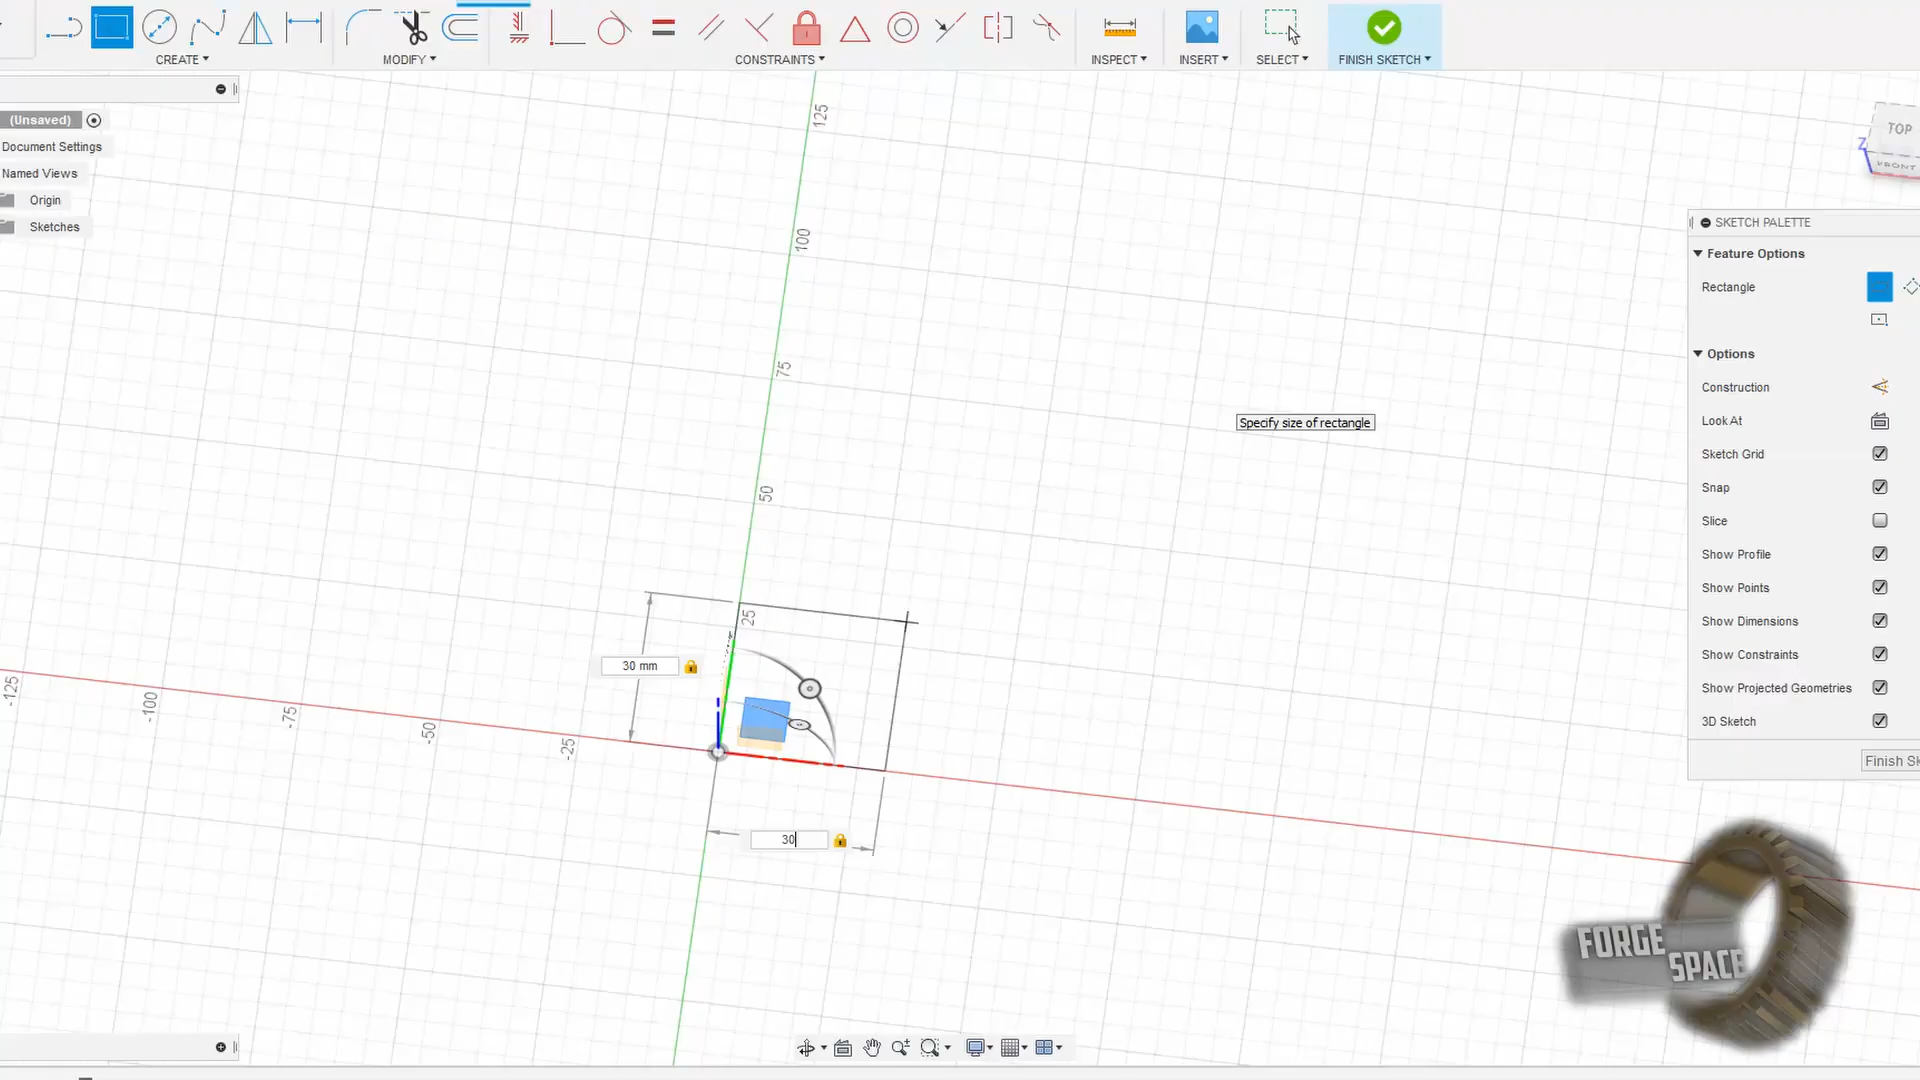 CREATE
MODIFY
CONSTRAINTS
INSPECT
INSERT
SELECT
FINISH SKETCH
(Unsaved)
Document Settings
Named Views
Origin
Sketches
125
100
75
50
25
-125
-100
-75
-50
-25
30 mm
30
Specify size of rectangle
TOP
FRONT
Z
SKETCH PALETTE
Feature Options
Rectangle
Options
Construction
Look At
Sketch Grid
Snap
Slice
Show Profile
Show Points
Show Dimensions
Show Constraints
Show Projected Geometries
3D Sketch
Finish Sk
FORGE
SPACE